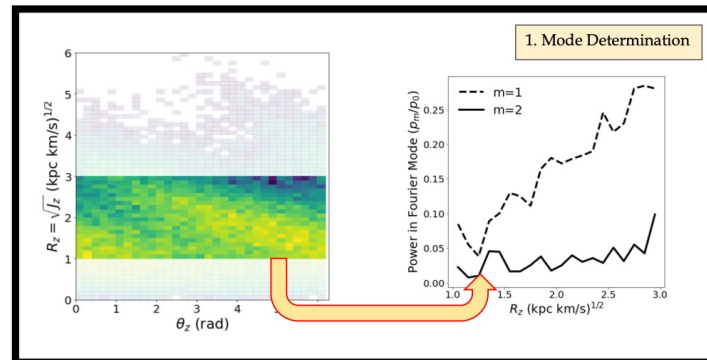 1. Mode Determination
6
5
4
3
2
1
0
R_z = √J_z (kpc km/s)^{1/2}
0 1 2 3 4 5
θ_z (rad)
Power in Fourier Mode (p_m/p_0)
0.25
0.20
0.15
0.10
0.05
0.00
m=1
m=2
1.0 1.5 2.0 2.5 3.0
R_z (kpc km/s)^{1/2}